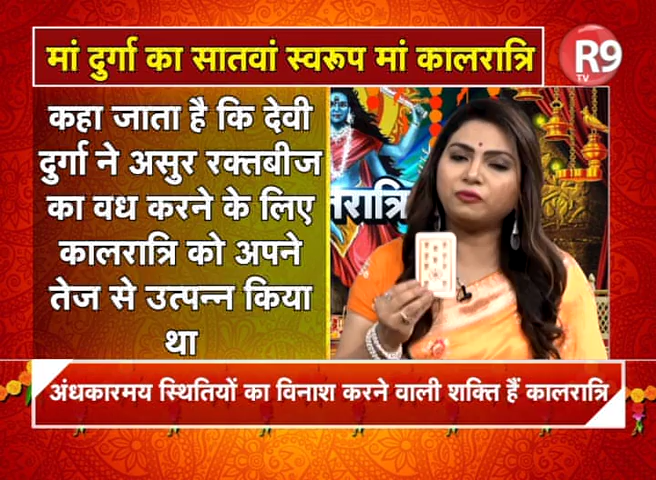 मां दुर्गा का सातवां स्वरूप मां कालरात्रि
R9
TV
कहा जाता है कि देवी
दुर्गा ने असुर रक्तबीज
का वध करने के लिए
कालरात्रि को अपने
तेज से उत्पन्न किया
था
अंधकारमय स्थितियों का विनाश करने वाली शक्ति हैं कालरात्रि